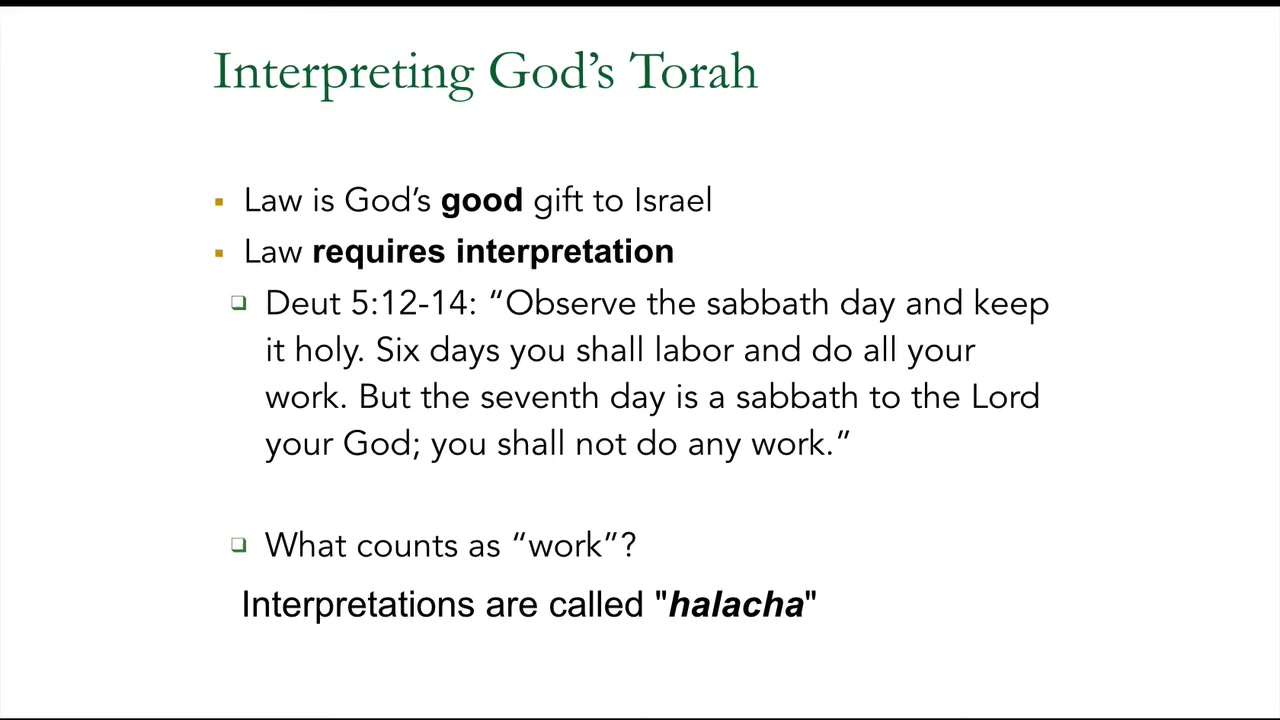 Interpreting God’s Torah
Law is God’s good gift to Israel
Law requires interpretation
Deut 5:12-14: “Observe the sabbath day and keep
it holy. Six days you shall labor and do all your
work. But the seventh day is a sabbath to the Lord
your God; you shall not do any work.”
What counts as “work”?
Interpretations are called "halacha"